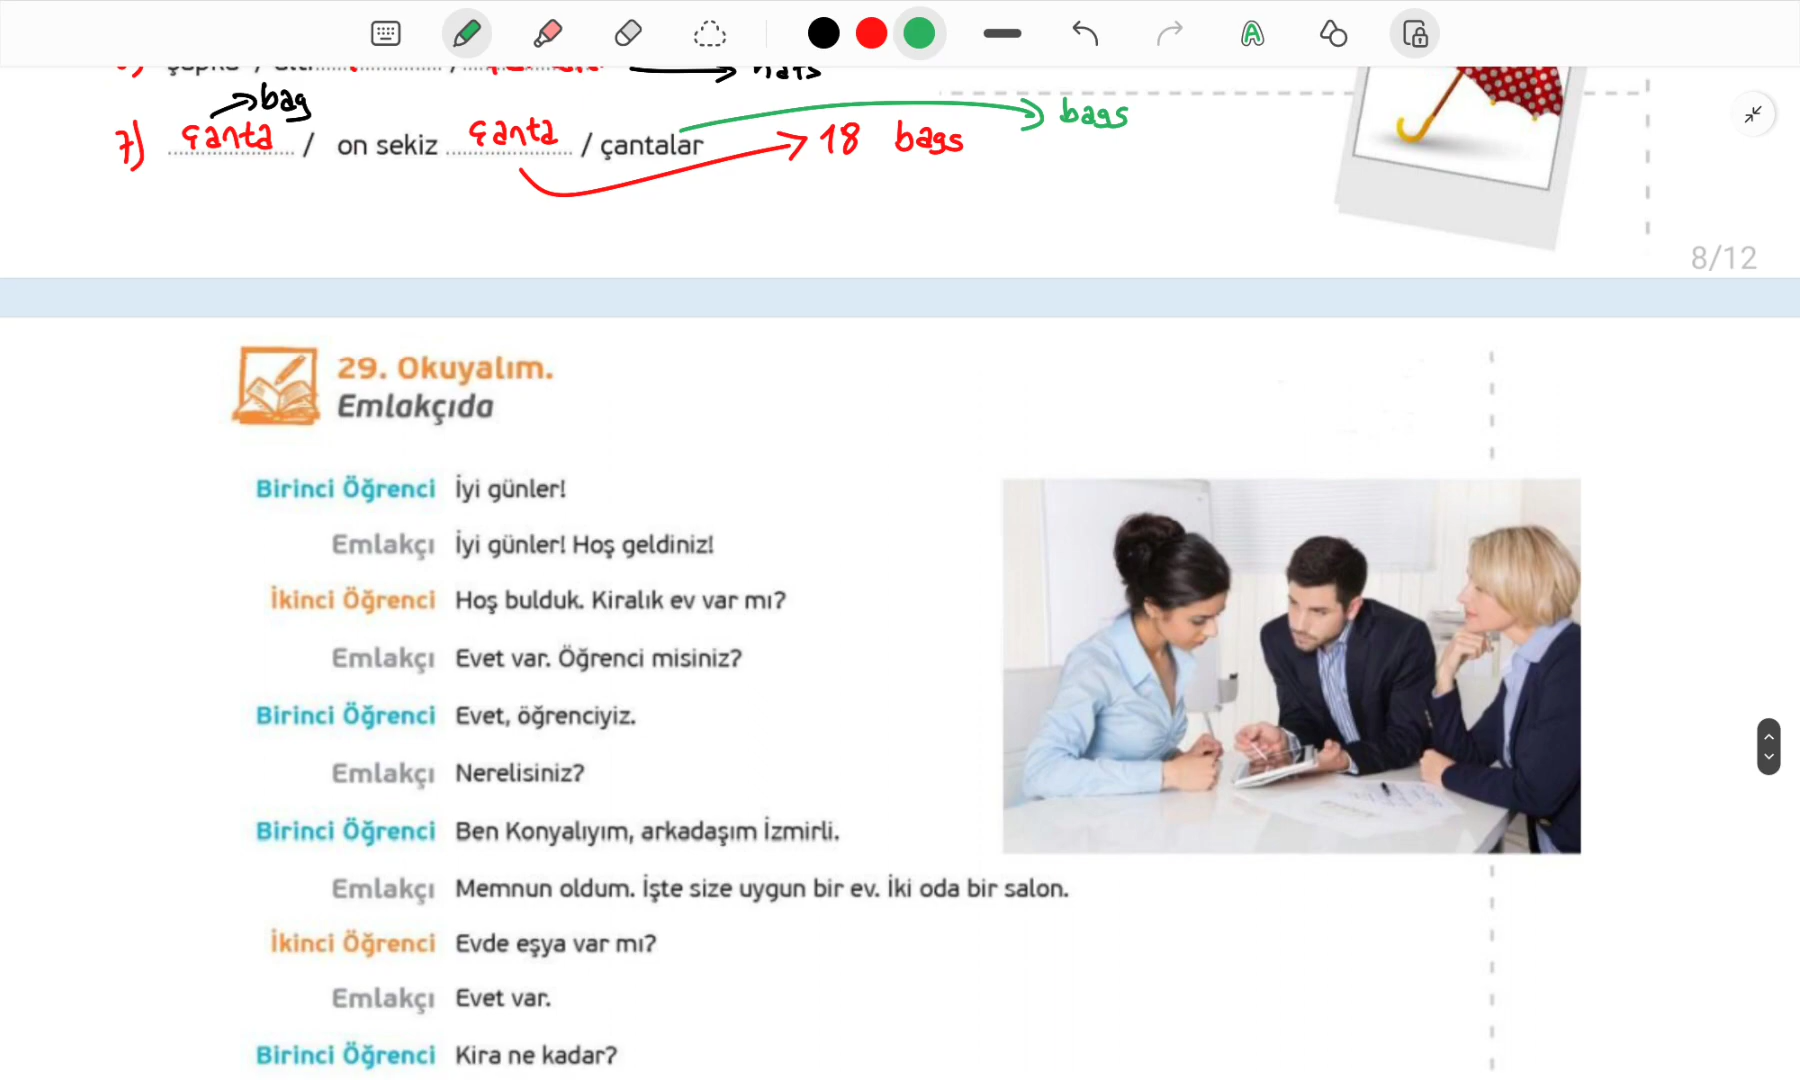 çapka / altı / hats
bag
7) çanta / on sekiz çanta / çantalar 18 bags bags
8/12
29. Okuyalım.
Emlakçıda
Birinci Öğrenci İyi günler!
Emlakçı İyi günler! Hoş geldiniz!
İkinci Öğrenci Hoş bulduk. Kiralık ev var mı?
Emlakçı Evet var. Öğrenci misiniz?
Birinci Öğrenci Evet, öğrenciyiz.
Emlakçı Nerelisiniz?
Birinci Öğrenci Ben Konyalıyım, arkadaşım İzmirli.
Emlakçı Memnun oldum. İşte size uygun bir ev. İki oda bir salon.
İkinci Öğrenci Evde eşya var mı?
Emlakçı Evet var.
Birinci Öğrenci Kira ne kadar?